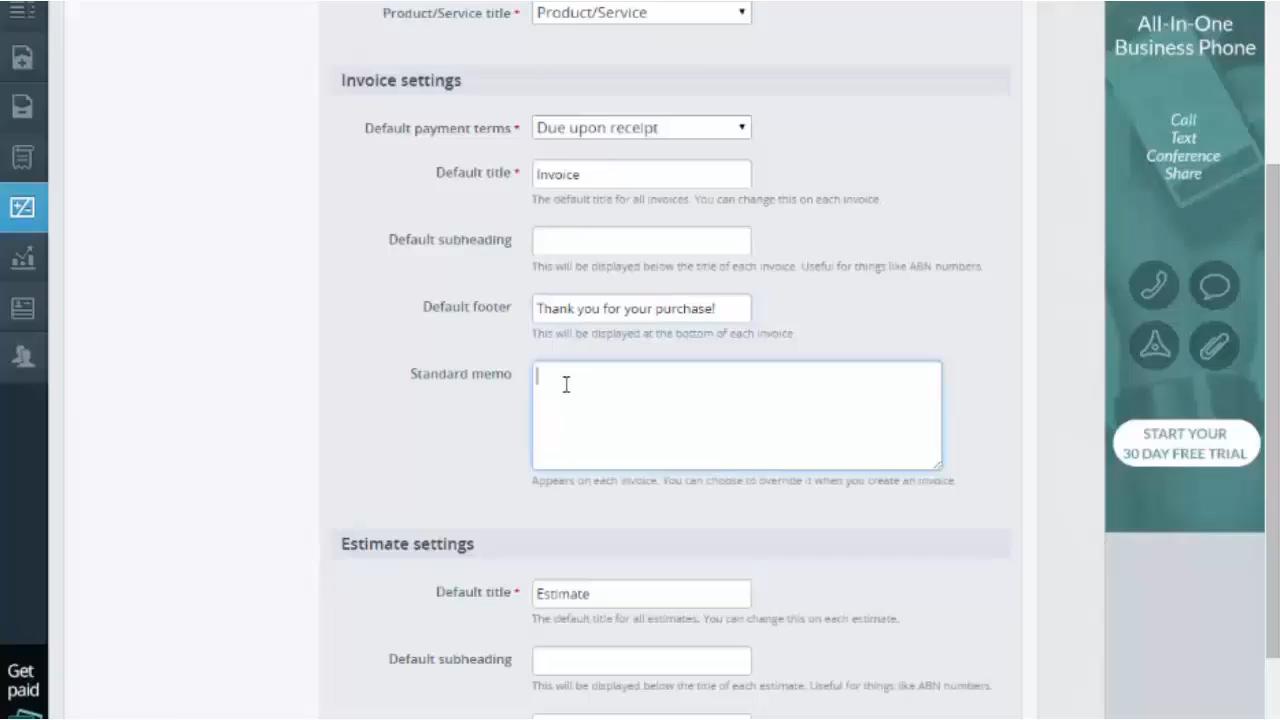 Product/Service title * Product/Service
Invoice settings
Default payment terms * Due upon receipt
Default title * Invoice
The default title for all invoices. You can change this on each invoice.
Default subheading
This will be displayed below the title of each invoice. Useful for things like ABN numbers.
Default footer Thank you for your purchase!
This will be displayed at the bottom of each invoice
Standard memo
Appears on each invoice. You can choose to override it when you create an invoice.
Estimate settings
Default title * Estimate
The default title for all estimates. You can change this on each estimate.
Default subheading
This will be displayed below the title of each estimate. Useful for things like ABN numbers.
Get
paid
All-In-One
Business Phone
Call
Text
Conference
Share
START YOUR
30 DAY FREE TRIAL